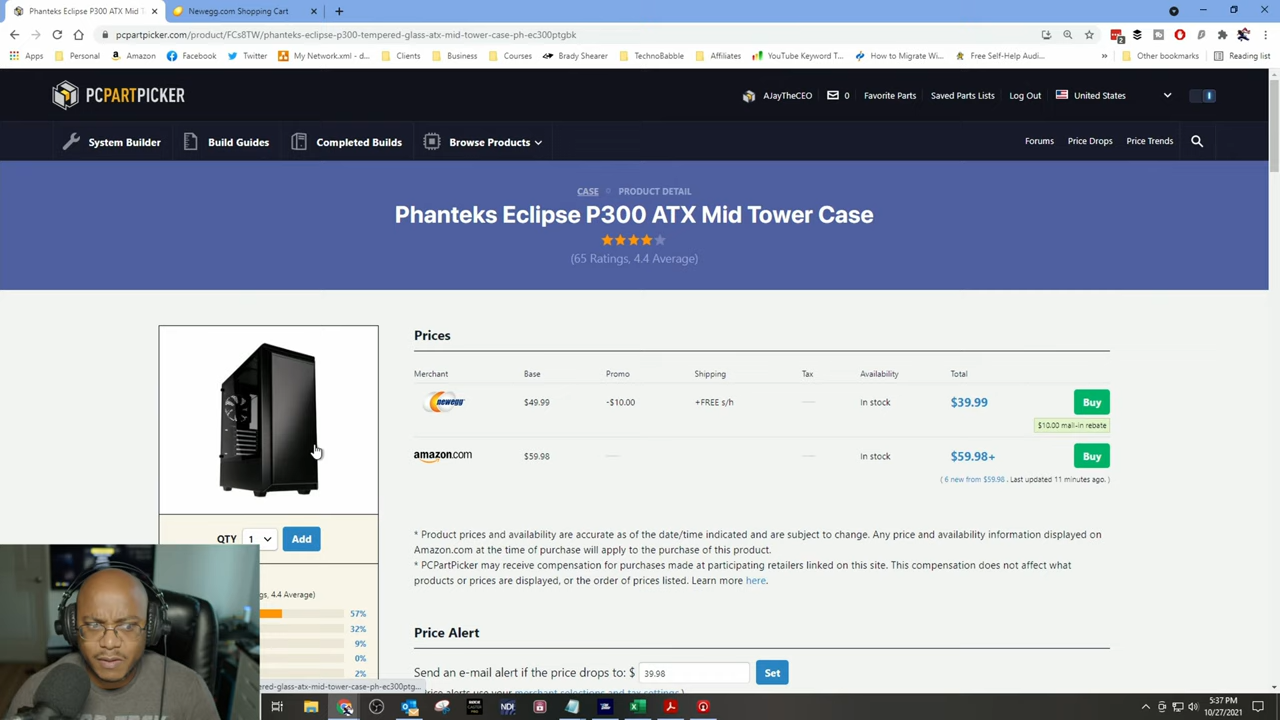 Phanteks Eclipse P300 ATX Mid T
Newegg.com Shopping Cart
pcpartpicker.com/product/FCs8TW/phanteks-eclipse-p300-tempered-glass-atx-mid-tower-case-ph-ec300ptgbk
Apps Personal Amazon Facebook Twitter My Network.xml - d... Clients Business Courses Brady Shearer TechnoBabble Affiliates YouTube Keyword T... How to Migrate Wi... Free Self-Help Audi... » Other bookmarks Reading list
PCPARTPICKER
AJayTheCEO 0 Favorite Parts Saved Parts Lists Log Out United States
System Builder Build Guides Completed Builds Browse Products
Forums Price Drops Price Trends
CASE PRODUCT DETAIL
Phanteks Eclipse P300 ATX Mid Tower Case
(65 Ratings, 4.4 Average)
Prices
Merchant Base Promo Shipping Tax Availability Total
newegg $49.99 -$10.00 +FREE s/h In stock $39.99 Buy
$10.00 mail-in rebate
amazon.com $59.98 In stock $59.98+ Buy
( 6 new from $59.98 , Last updated 11 minutes ago. )
QTY 1 Add
* Product prices and availability are accurate as of the date/time indicated and are subject to change. Any price and availability information displayed on
Amazon.com at the time of purchase will apply to the purchase of this product.
* PCPartPicker may receive compensation for purchases made at participating retailers linked on this site. This compensation does not affect what
products or prices are displayed, or the order of prices listed. Learn more here.
gs, 4.4 Average)
57%
32%
9%
0%
2%
Price Alert
Send an e-mail alert if the price drops to: $ 39.98 Set
rice alerts use your merchant selections and tax settings.)
ered-glass-atx-mid-tower-case-ph-ec300ptg...
5:37 PM
10/27/2021